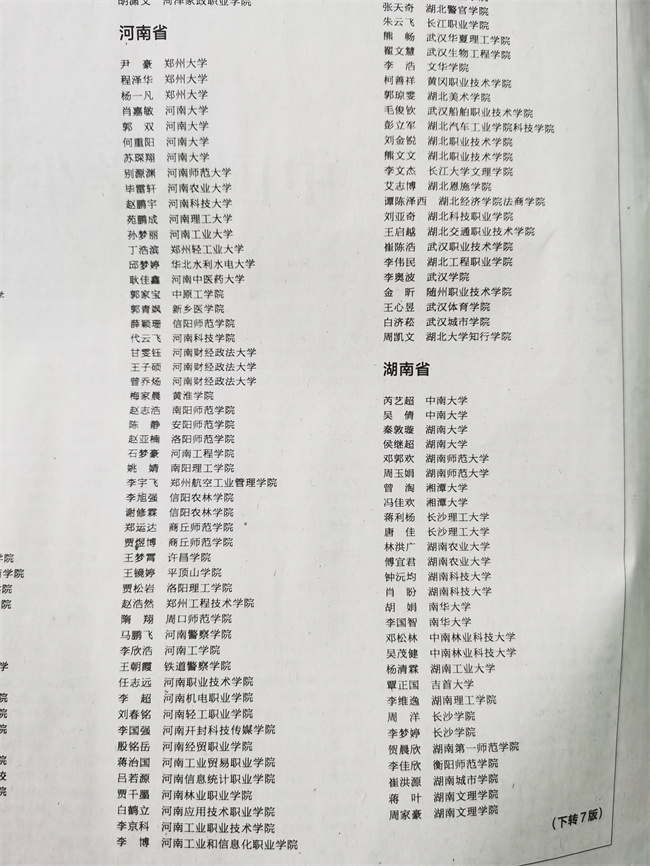 河南省
尹 豪 郑州大学
程泽华 郑州大学
杨一凡 郑州大学
肖嘉敏 河南大学
郭 双 河南大学
何重阳 河南大学
苏琛翔 河南大学
别源渊 河南师范大学
毕雷轩 河南农业大学
赵鹏宇 河南科技大学
苑鹏成 河南理工大学
孙梦丽 河南工业大学
丁浩滨 郑州轻工业大学
邱梦婷 华北水利水电大学
耿佳鑫 河南中医药大学
郭家宝 中原工学院
郭青飒 新乡医学院
薛颖珊 信阳师范学院
代云飞 河南科技学院
甘雯钰 河南财经政法大学
王子硕 河南财经政法大学
曾乔炀 河南财经政法大学
梅家晨 黄淮学院
赵志浩 南阳师范学院
陈 静 安阳师范学院
赵亚楠 洛阳师范学院
石梦豪 河南工程学院
姚 婧 南阳理工学院
李宇飞 郑州航空工业管理学院
李旭强 信阳农林学院
谢修霖 信阳农林学院
郑运达 商丘师范学院
贾煜博 商丘师范学院
王梦霄 许昌学院
王镜婷 平顶山学院
贾松岩 洛阳理工学院
赵浩然 郑州工程技术学院
隋 翔 周口师范学院
马鹏飞 河南警察学院
李欣浩 河南工学院
王朝霞 铁道警察学院
任志远 河南职业技术学院
李 超 河南机电职业学院
刘春铭 河南轻工职业学院
李国强 河南开封科技传媒学院
殷铭岳 河南经贸职业学院
蒋治国 河南工业贸易职业学院
吕若源 河南信息统计职业学院
贾千墨 河南林业职业学院
白鹤立 河南应用技术职业学院
李京科 河南工业职业技术学院
李 博 河南工业和信息化职业学院
张天奇 湖北警官学院
朱云飞 长江职业学院
熊 畅 武汉华夏理工学院
翟文慧 武汉生物工程学院
李 浩 文华学院
柯善祥 黄冈职业技术学院
郭琼雯 湖北美术学院
毛俊钦 武汉船舶职业技术学院
彭立军 湖北汽车工业学院科技学院
刘金锐 湖北职业技术学院
熊文文 湖北职业技术学院
李文杰 长江大学文理学院
艾志博 湖北恩施学院
谭陈泽西 湖北经济学院法商学院
刘亚奇 湖北科技职业学院
王启越 湖北交通职业技术学院
崔陈浩 武汉职业技术学院
李伟民 湖北工程职业学院
李奥波 武汉学院
金 昕 随州职业技术学院
王心昱 武汉体育学院
白济菘 武汉城市学院
周凯文 湖北大学知行学院
湖南省
芮艺超 中南大学
吴 倩 中南大学
秦敦璇 湖南大学
侯继超 湖南大学
邓郭欢 湖南师范大学
周玉娟 湖南师范大学
曾 淘 湘潭大学
冯佳欢 湘潭大学
蒋利杨 长沙理工大学
唐 佳 长沙理工大学
林洪广 湖南农业大学
傅宜君 湖南农业大学
钟沅均 湖南科技大学
肖 盼 湖南科技大学
胡 娟 南华大学
李国智 南华大学
邓松林 中南林业科技大学
吴茂健 中南林业科技大学
杨清霖 湖南工业大学
覃正国 吉首大学
李维逸 湖南理工学院
周 洋 长沙学院
李梦婷 长沙学院
贺晨欣 湖南第一师范学院
李佳欣 衡阳师范学院
崔洪源 湖南城市学院
蒋 叶 湖南文理学院
周家豪 湖南文理学院
（下转7版）